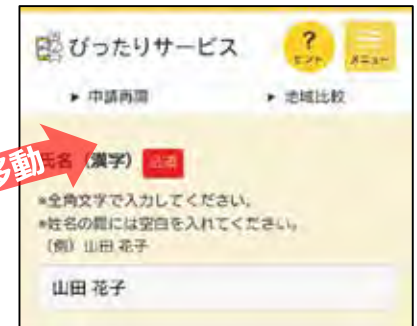 ぴったりサービス
?
ヒント
メニュー
▶ 申請再開
▶ 地域比較
移動
氏名 (漢字) 必須
※全角文字で入力してください。
※姓名の間には空白を入れてください。
(例) 山田 花子
山田 花子